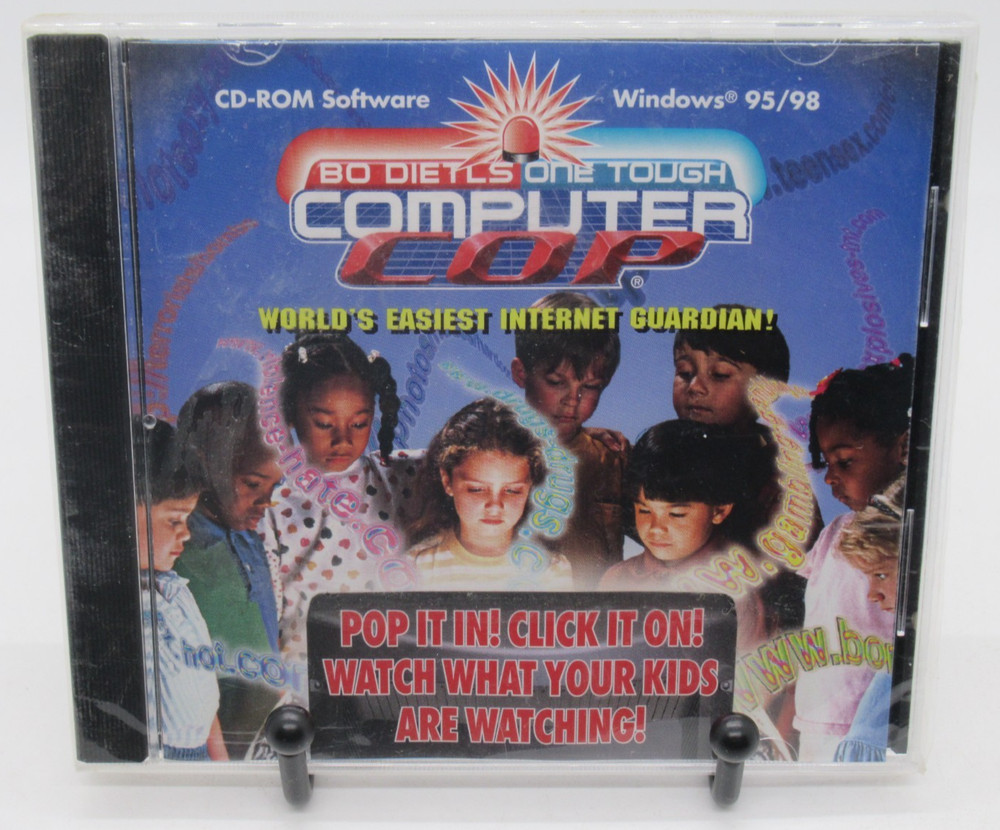 CD-ROM Software
Windows® 95/98
BO DIETL'S ONE TOUGH
COMPUTER
COP®
WORLD'S EASIEST INTERNET GUARDIAN!
POP IT IN! CLICK IT ON!
WATCH WHAT YOUR KIDS
ARE WATCHING!